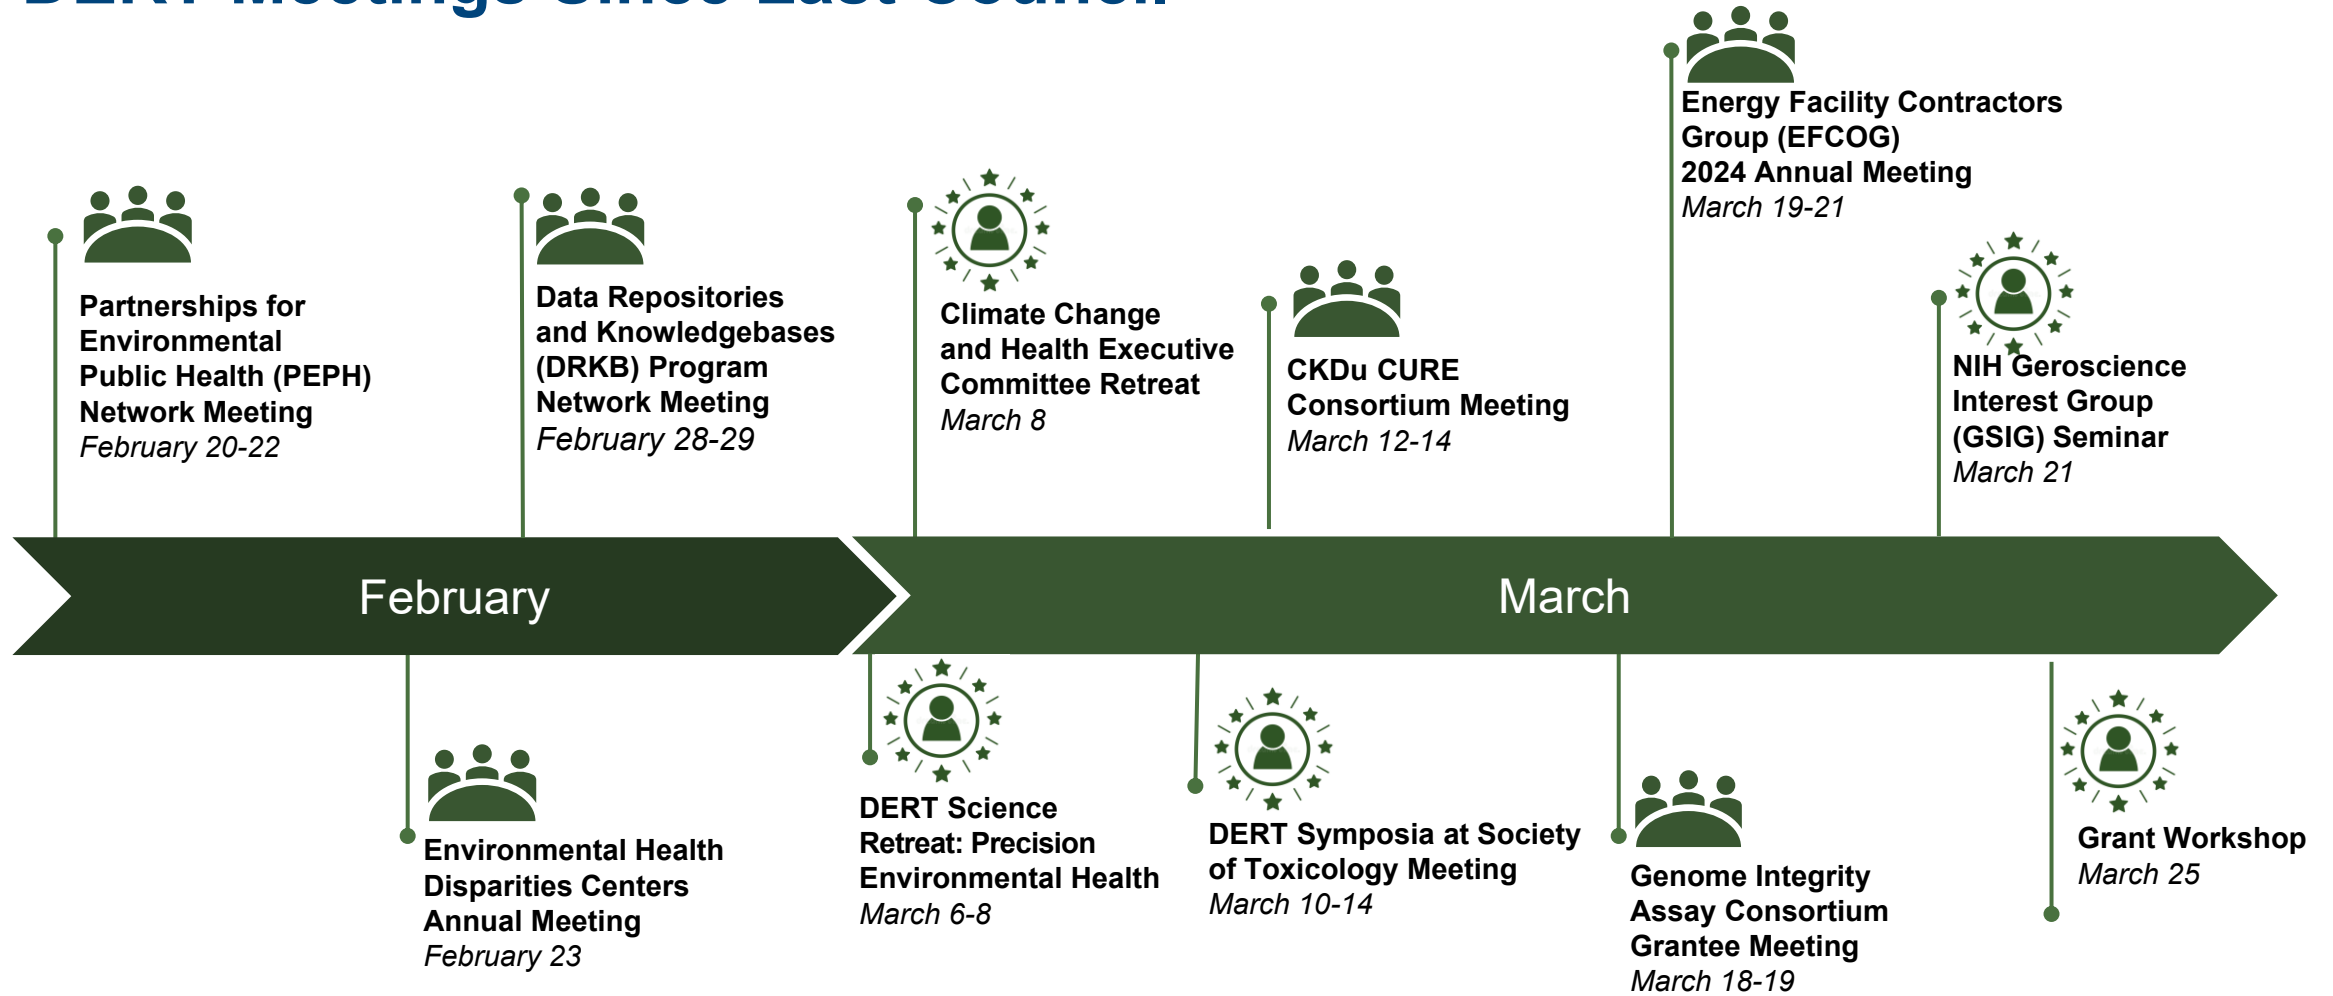 DERT Meetings Since Last Council
Energy Facility Contractors
Group (EFCOG)
2024 Annual Meeting
March 19-21
Partnerships for
Environmental
Public Health (PEPH)
Network Meeting
February 20-22
Data Repositories
and Knowledgebases
(DRKB) Program
Network Meeting
February 28-29
Climate Change
and Health Executive
Committee Retreat
March 8
CKDu CURE
Consortium Meeting
March 12-14
NIH Geroscience
Interest Group
(GSIG) Seminar
March 21
February
March
Environmental Health
Disparities Centers
Annual Meeting
February 23
DERT Science
Retreat: Precision
Environmental Health
March 6-8
DERT Symposia at Society
of Toxicology Meeting
March 10-14
Genome Integrity
Assay Consortium
Grantee Meeting
March 18-19
Grant Workshop
March 25